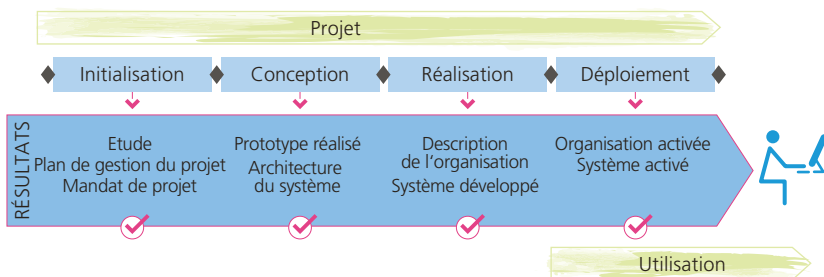 Projet
Initialisation
Conception
Réalisation
Déploiement
RÉSULTATS
Etude
Plan de gestion du projet
Mandat de projet
Prototype réalisé
Architecture
du système
Description
de l'organisation
Système développé
Organisation activée
Système activé
Utilisation